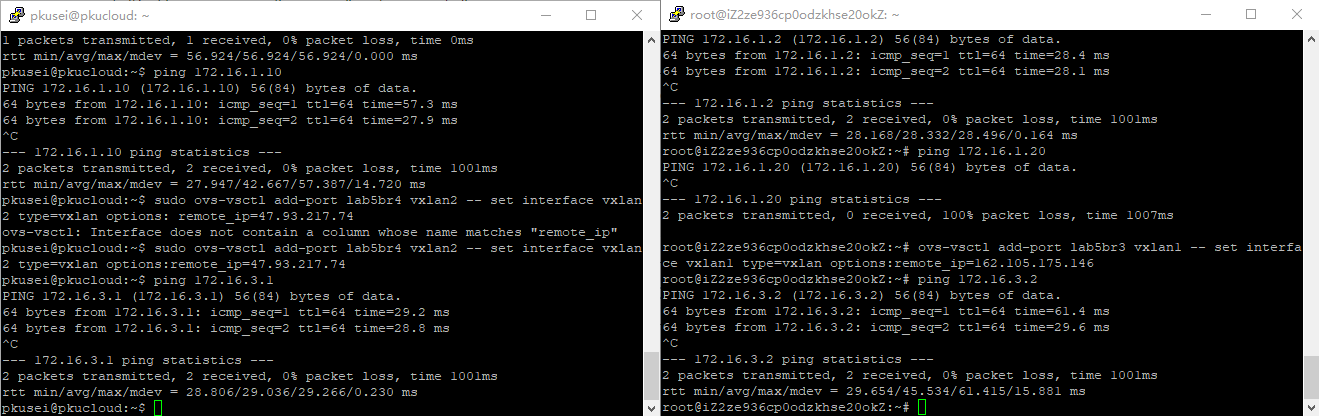 pkusei@pkucloud: ~
1 packets transmitted, 1 received, 0% packet loss, time 0ms
rtt min/avg/max/mdev = 56.924/56.924/56.924/0.000 ms
pkusei@pkucloud:~$ ping 172.16.1.10
PING 172.16.1.10 (172.16.1.10) 56(84) bytes of data.
64 bytes from 172.16.1.10: icmp_seq=1 ttl=64 time=57.3 ms
64 bytes from 172.16.1.10: icmp_seq=2 ttl=64 time=27.9 ms
^C
--- 172.16.1.10 ping statistics ---
2 packets transmitted, 2 received, 0% packet loss, time 1001ms
rtt min/avg/max/mdev = 27.947/42.667/57.387/14.720 ms
pkusei@pkucloud:~$ sudo ovs-vsctl add-port lab5br4 vxlan2 -- set interface vxlan
2 type=vxlan options: remote_ip=47.93.217.74
ovs-vsctl: Interface does not contain a column whose name matches "remote_ip"
pkusei@pkucloud:~$ sudo ovs-vsctl add-port lab5br4 vxlan2 -- set interface vxlan
2 type=vxlan options:remote_ip=47.93.217.74
pkusei@pkucloud:~$ ping 172.16.3.1
PING 172.16.3.1 (172.16.3.1) 56(84) bytes of data.
64 bytes from 172.16.3.1: icmp_seq=1 ttl=64 time=29.2 ms
64 bytes from 172.16.3.1: icmp_seq=2 ttl=64 time=28.8 ms
^C
--- 172.16.3.1 ping statistics ---
2 packets transmitted, 2 received, 0% packet loss, time 1001ms
rtt min/avg/max/mdev = 28.806/29.036/29.266/0.230 ms
pkusei@pkucloud:~$
root@iZ2ze936cp0odzkhse20okZ: ~
PING 172.16.1.2 (172.16.1.2) 56(84) bytes of data.
64 bytes from 172.16.1.2: icmp_seq=1 ttl=64 time=28.4 ms
64 bytes from 172.16.1.2: icmp_seq=2 ttl=64 time=28.1 ms
^C
--- 172.16.1.2 ping statistics ---
2 packets transmitted, 2 received, 0% packet loss, time 1001ms
rtt min/avg/max/mdev = 28.168/28.332/28.496/0.164 ms
root@iZ2ze936cp0odzkhse20okZ:~# ping 172.16.1.20
PING 172.16.1.20 (172.16.1.20) 56(84) bytes of data.
^C
--- 172.16.1.20 ping statistics ---
2 packets transmitted, 0 received, 100% packet loss, time 1007ms
root@iZ2ze936cp0odzkhse20okZ:~# ovs-vsctl add-port lab5br3 vxlan1 -- set interfa
ce vxlan1 type=vxlan options:remote_ip=162.105.175.146
root@iZ2ze936cp0odzkhse20okZ:~# ping 172.16.3.2
PING 172.16.3.2 (172.16.3.2) 56(84) bytes of data.
64 bytes from 172.16.3.2: icmp_seq=1 ttl=64 time=61.4 ms
64 bytes from 172.16.3.2: icmp_seq=2 ttl=64 time=29.6 ms
^C
--- 172.16.3.2 ping statistics ---
2 packets transmitted, 2 received, 0% packet loss, time 1001ms
rtt min/avg/max/mdev = 29.654/45.534/61.415/15.881 ms
root@iZ2ze936cp0odzkhse20okZ:~#